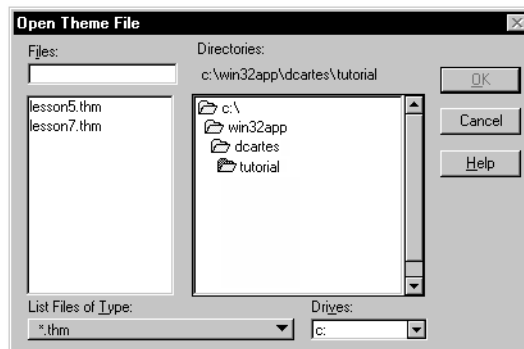 Open Theme File
Files:
Directories:
c:\win32app\dcartes\tutorial
OK
lesson5.thm
lesson7.thm
c:\
win32app
dcartes
tutorial
Cancel
Help
List Files of Type:
*.thm
Drives:
c: